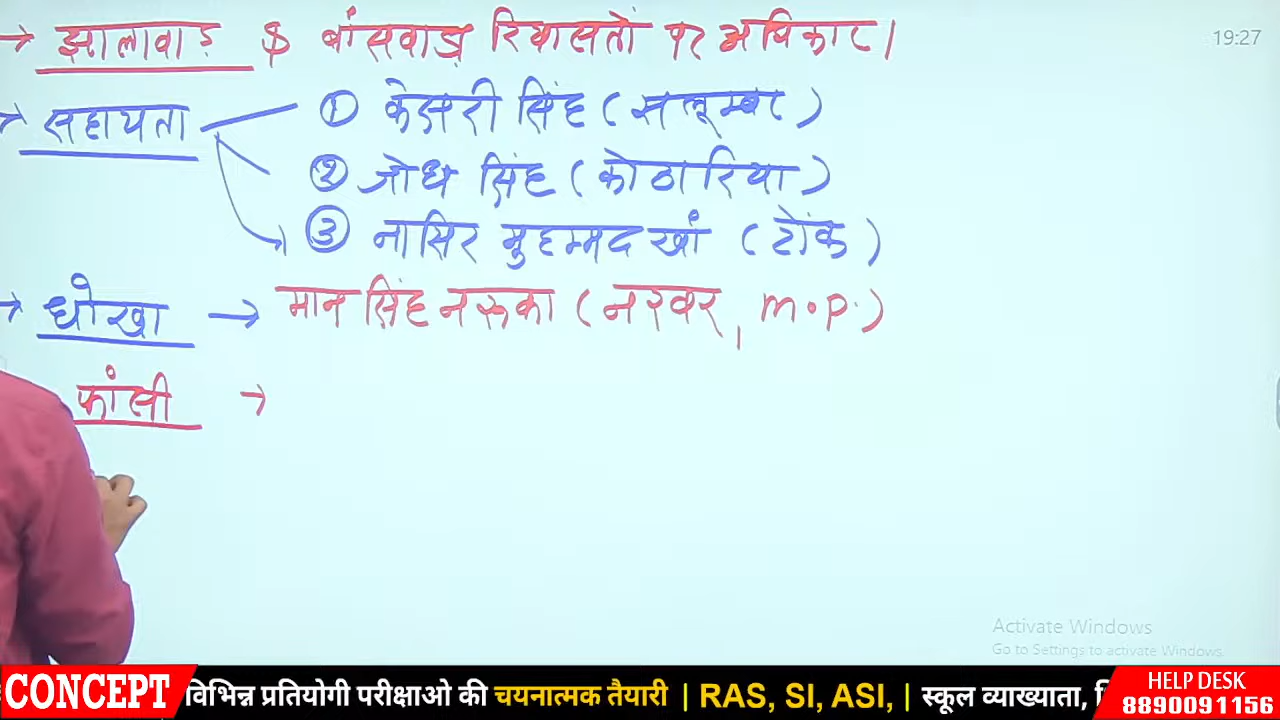 → झालावाड़ $ बांसवाड़ा रियासतों पर अधिकार।
19:27
→ सहायता
① केसरी सिंह (सलूम्बर)
② जोध सिंह (कोठारिया)
③ नासिर मुहम्मद खां (टोंक)
→ धोखा → मान सिंह नरूका (नरवर, M.P.)
फांसी →
Activate Windows
Go to Settings to activate Windows.
CONCEPT विभिन्न प्रतियोगी परीक्षाओ की चयनात्मक तैयारी | RAS, SI, ASI, | स्कूल व्याख्याता,
HELP DESK
8890091156